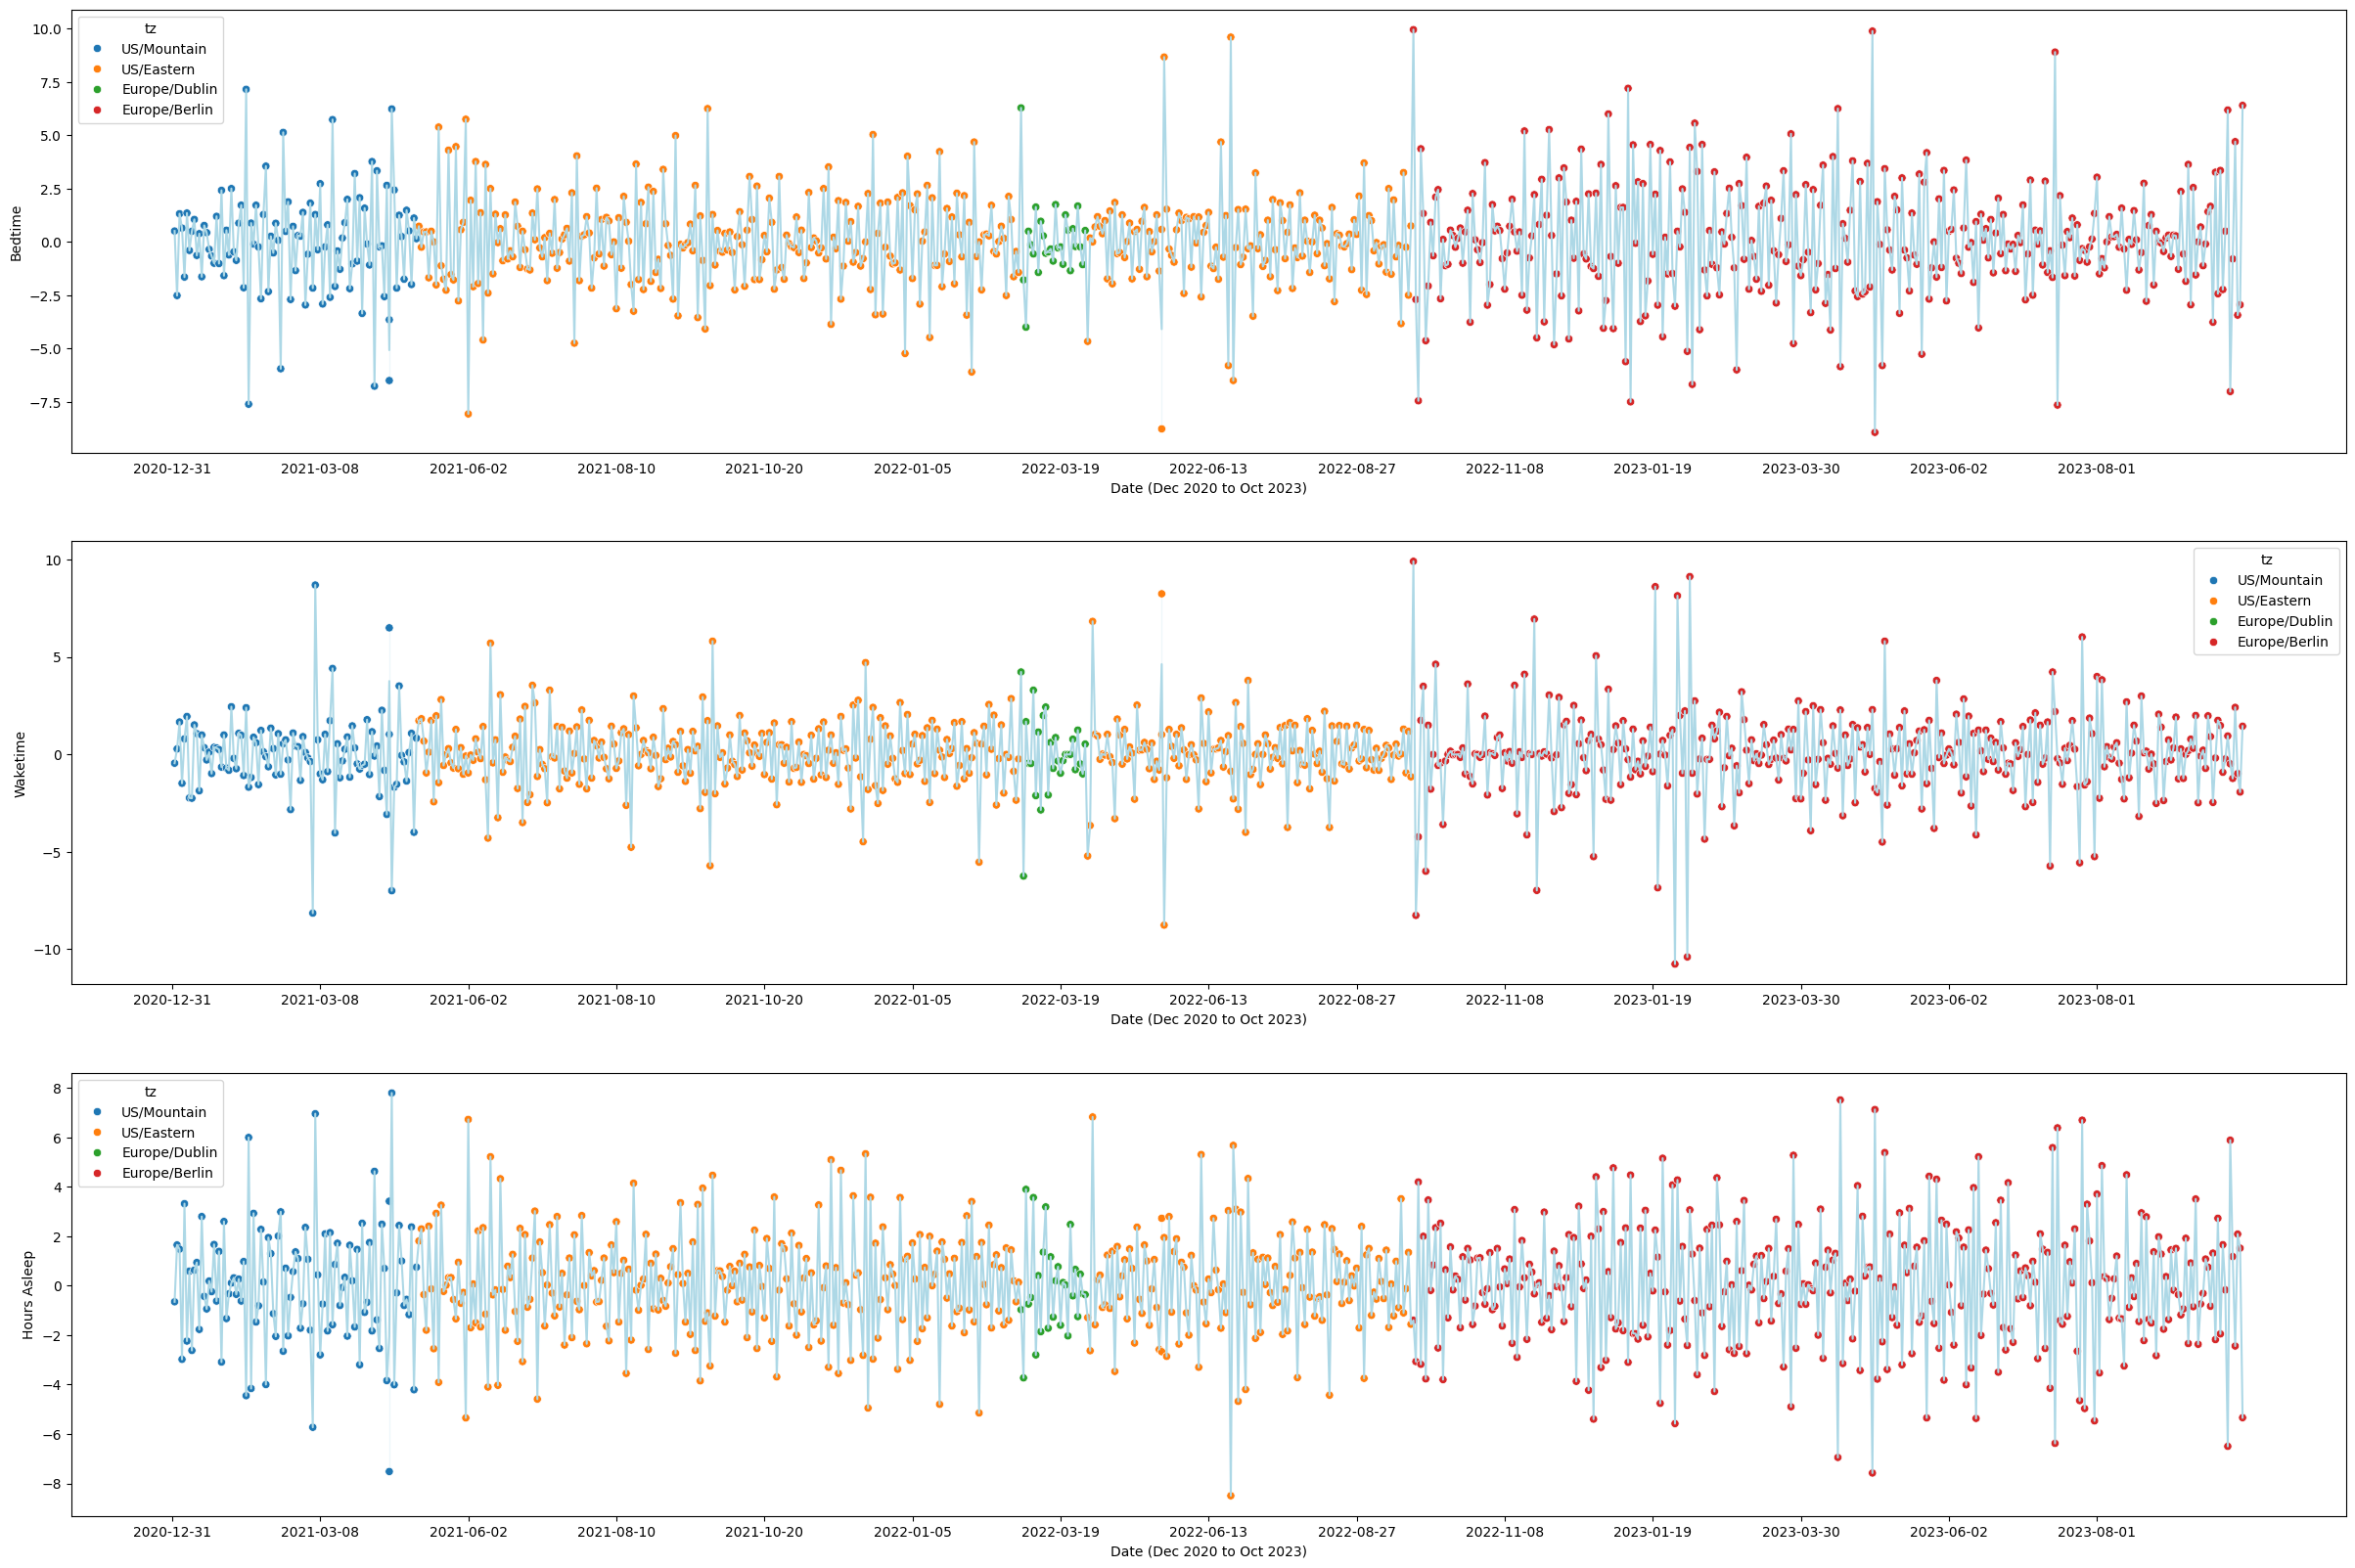 tz
US/Mountain
US/Eastern
Europe/Dublin
Europe/Berlin
10.0
7.5
5.0
2.5
0.0
−2.5
−5.0
−7.5
Bedtime
2020-12-31 2021-03-08 2021-06-02 2021-08-10 2021-10-20 2022-01-05 2022-03-19 2022-06-13 2022-08-27 2022-11-08 2023-01-19 2023-03-30 2023-06-02 2023-08-01
Date (Dec 2020 to Oct 2023)
tz
US/Mountain
US/Eastern
Europe/Dublin
Europe/Berlin
10
5
0
−5
−10
Waketime
2020-12-31 2021-03-08 2021-06-02 2021-08-10 2021-10-20 2022-01-05 2022-03-19 2022-06-13 2022-08-27 2022-11-08 2023-01-19 2023-03-30 2023-06-02 2023-08-01
Date (Dec 2020 to Oct 2023)
tz
US/Mountain
US/Eastern
Europe/Dublin
Europe/Berlin
8
6
4
2
0
−2
−4
−6
−8
Hours Asleep
2020-12-31 2021-03-08 2021-06-02 2021-08-10 2021-10-20 2022-01-05 2022-03-19 2022-06-13 2022-08-27 2022-11-08 2023-01-19 2023-03-30 2023-06-02 2023-08-01
Date (Dec 2020 to Oct 2023)